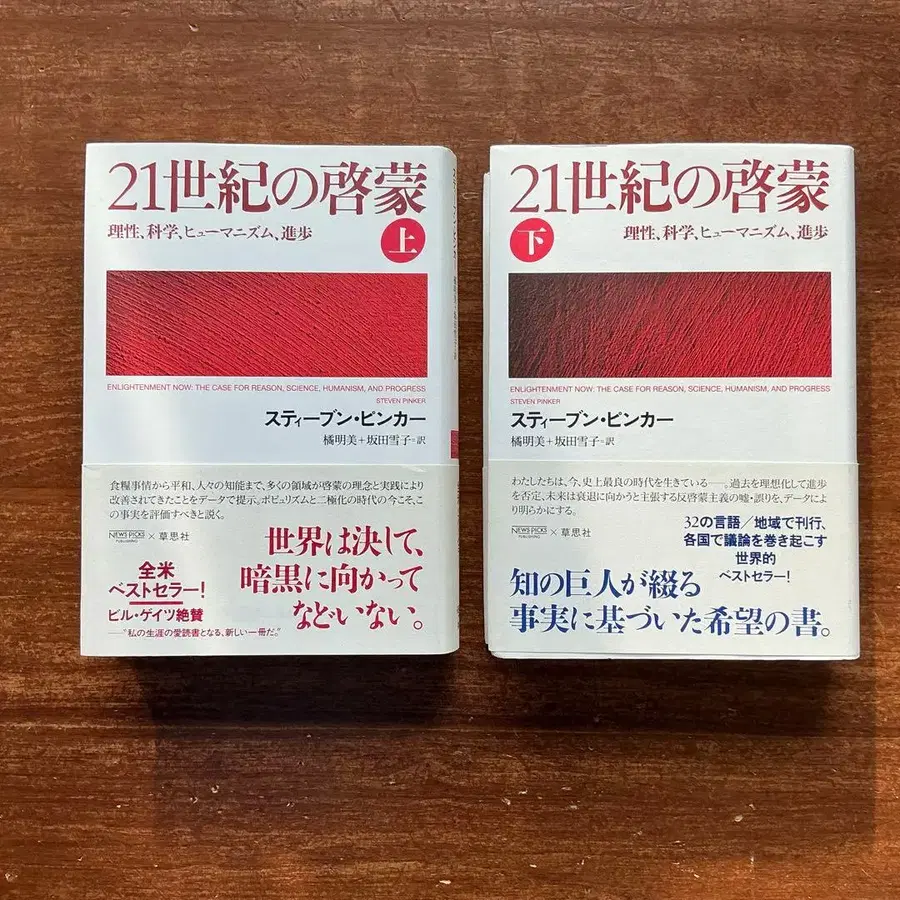 21世紀の啓蒙
理性、科学、ヒューマニズム、進歩
上
ENLIGHTENMENT NOW: THE CASE FOR REASON, SCIENCE, HUMANISM, AND PROGRESS
STEVEN PINKER
スティーブン・ピンカー
橘明美+坂田雪子=訳
食糧事情から平和、人々の知能まで、多くの領域が啓蒙の理念と実践により
改善されてきたことをデータで提示。ポピュリズムと二極化の時代の今こそ、こ
の事実を評価すべきと説く。
NEWS PICKS
PUBLISHING
×草思社
世界は決して、
暗黒に向かって
などいない。
全米
ベストセラー!
ビル・ゲイツ絶賛
——“私の生涯の愛読書となる、新しい一冊だ。”
21世紀の啓蒙
下
理性、科学、ヒューマニズム、進歩
ENLIGHTENMENT NOW: THE CASE FOR REASON, SCIENCE, HUMANISM, AND PROGRESS
STEVEN PINKER
スティーブン・ピンカー
橘明美+坂田雪子=訳
わたしたちは、今、史上最良の時代を生きている——。過去を理想化して進歩
を否定、未来は衰退に向かうと主張する反啓蒙主義の嘘・誤りを、データによ
り明らかにする。
NEWS PICKS
PUBLISHING
×草思社
32の言語/地域で刊行、
各国で議論を巻き起こす
世界的
ベストセラー!
知の巨人が綴る
事実に基づいた希望の書。